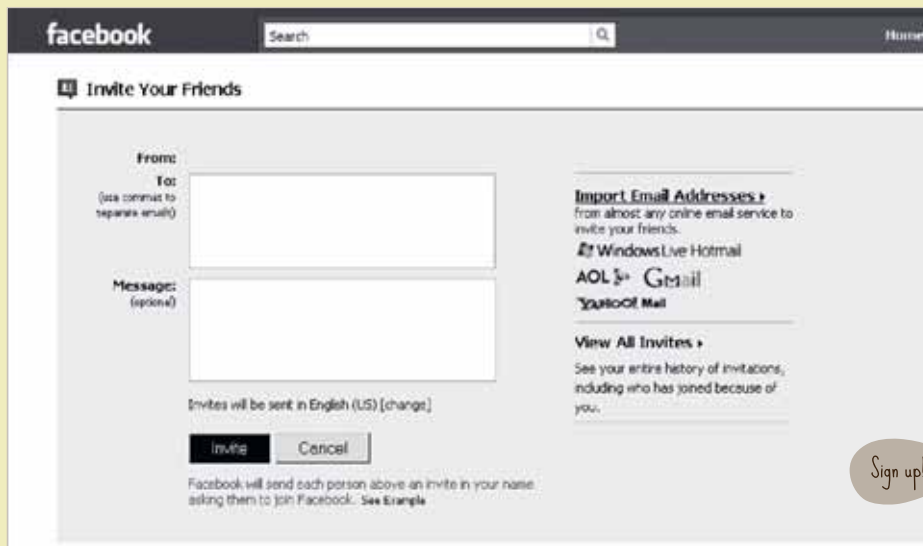 facebook
Search
Home
Invite Your Friends
From:
To:
(use commas to
separate emails)
Message:
(optional)
Invites will be sent in English (US) [change]
Invite
Cancel
Facebook will send each person above an invite in your name
asking them to join Facebook. See Example
Import Email Addresses
from almost any online email service to
invite your friends.
Windows Live Hotmail
AOL Gmail
YAHOO! Mail
View All Invites
See your entire history of invitations,
including who has joined because of
you.
Sign up!